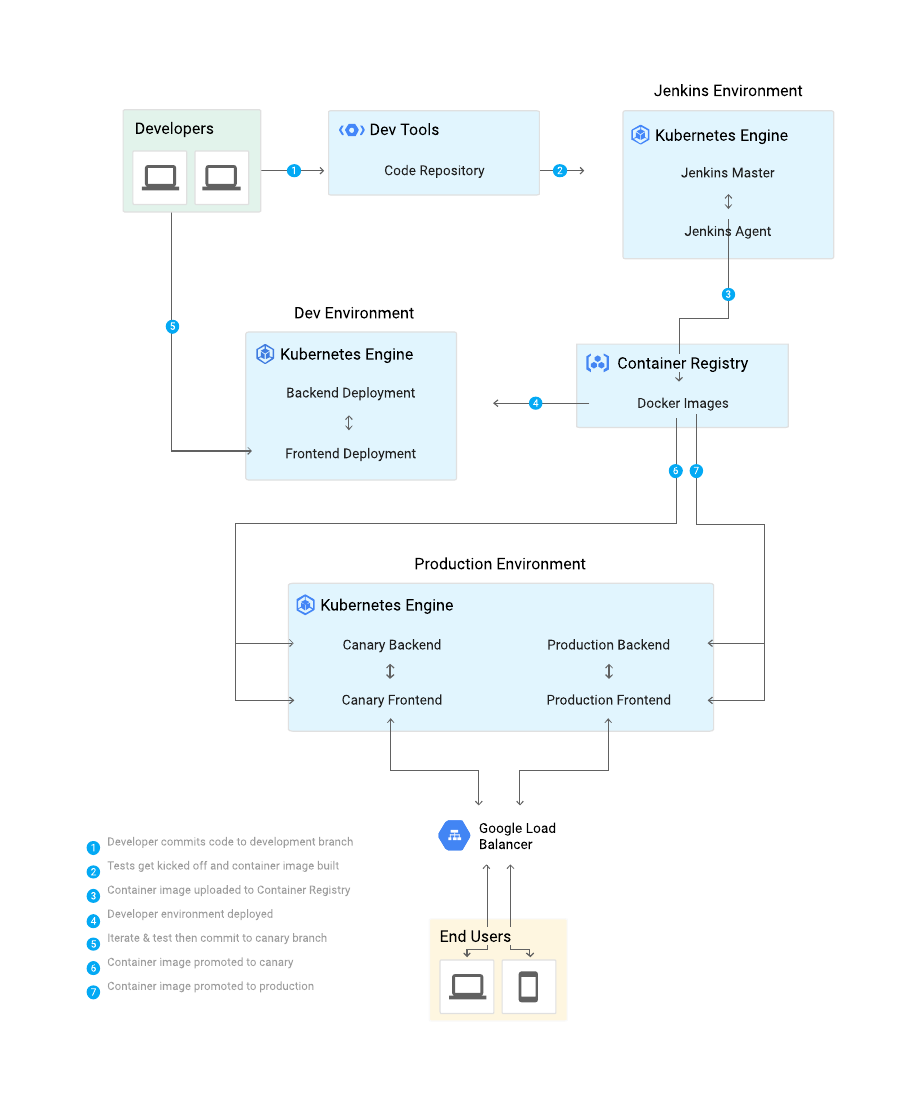 Jenkins Environment
Developers
Dev Tools
Code Repository
1
2
Kubernetes Engine
Jenkins Master
Jenkins Agent
3
Dev Environment
5
Kubernetes Engine
Backend Deployment
Frontend Deployment
4
Container Registry
Docker Images
6
7
Production Environment
Kubernetes Engine
Canary Backend
Production Backend
Canary Frontend
Production Frontend
Google Load
Balancer
1 Developer commits code to development branch
2 Tests get kicked off and container image built
3 Container image uploaded to Container Registry
4 Developer environment deployed
5 Iterate & test then commit to canary branch
6 Container image promoted to canary
7 Container image promoted to production
End Users